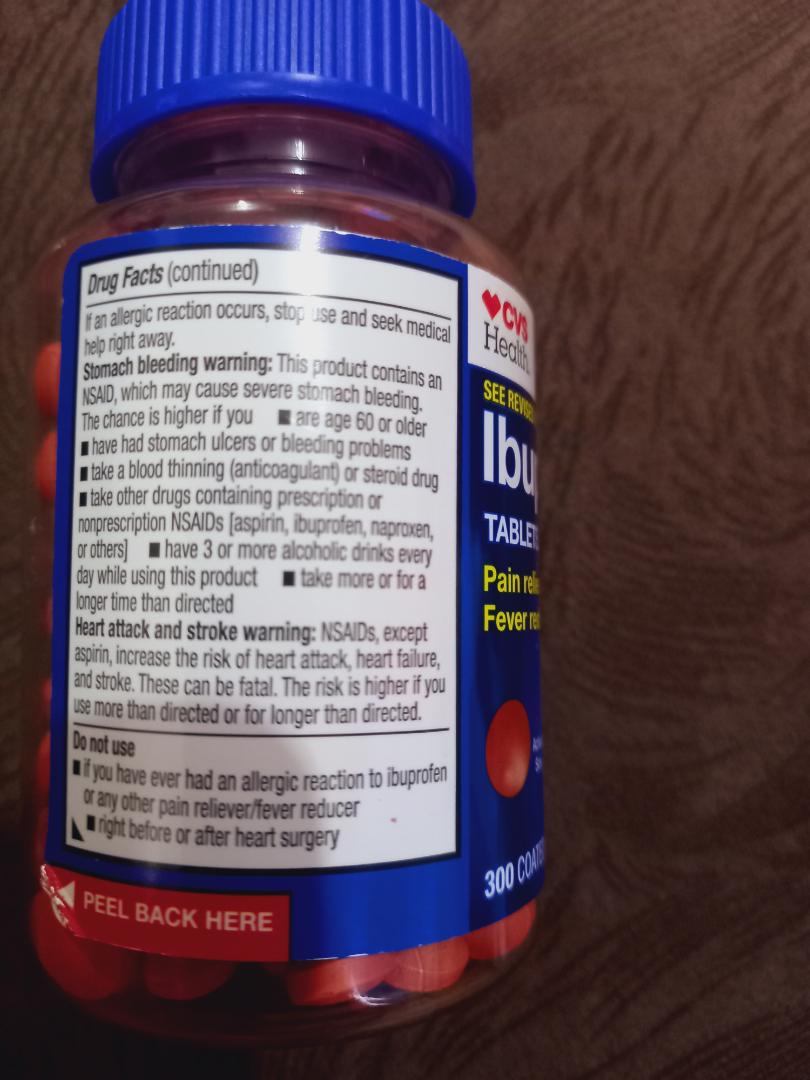 Drug Facts (continued)
If an allergic reaction occurs, stop use and seek medical
help right away.
Stomach bleeding warning: This product contains an
NSAID, which may cause severe stomach bleeding.
The chance is higher if you ■ are age 60 or older
■ have had stomach ulcers or bleeding problems
■ take a blood thinning (anticoagulant) or steroid drug
■ take other drugs containing prescription or
nonprescription NSAIDs [aspirin, ibuprofen, naproxen,
or others] ■ have 3 or more alcoholic drinks every
day while using this product ■ take more or for a
longer time than directed
Heart attack and stroke warning: NSAIDs, except
aspirin, increase the risk of heart attack, heart failure,
and stroke. These can be fatal. The risk is higher if you
use more than directed or for longer than directed.
Do not use
■ if you have ever had an allergic reaction to ibuprofen
or any other pain reliever/fever reducer
■ right before or after heart surgery
PEEL BACK HERE
CVS
Health
SEE
Ibu
TABLET
Pain
Fever
300